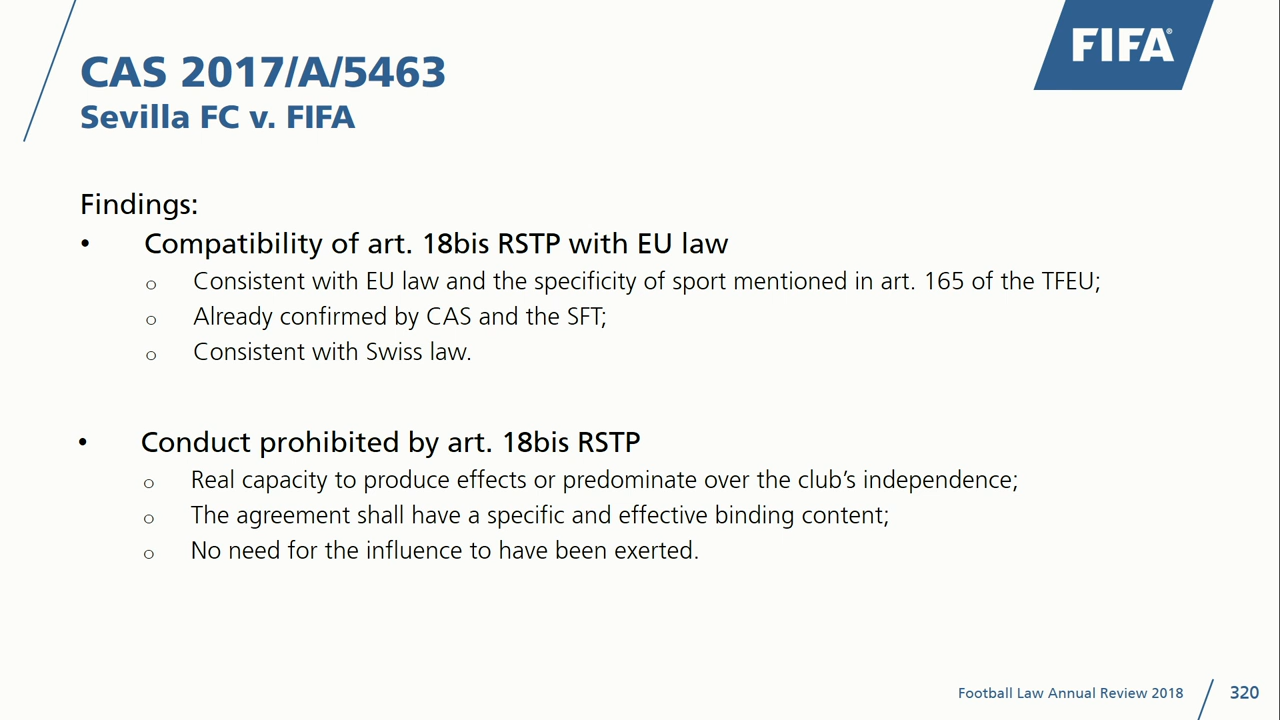 FIFA®
CAS 2017/A/5463
Sevilla FC v. FIFA
Findings:
• Compatibility of art. 18bis RSTP with EU law
o Consistent with EU law and the specificity of sport mentioned in art. 165 of the TFEU;
o Already confirmed by CAS and the SFT;
o Consistent with Swiss law.
• Conduct prohibited by art. 18bis RSTP
o Real capacity to produce effects or predominate over the club’s independence;
o The agreement shall have a specific and effective binding content;
o No need for the influence to have been exerted.
Football Law Annual Review 2018 320